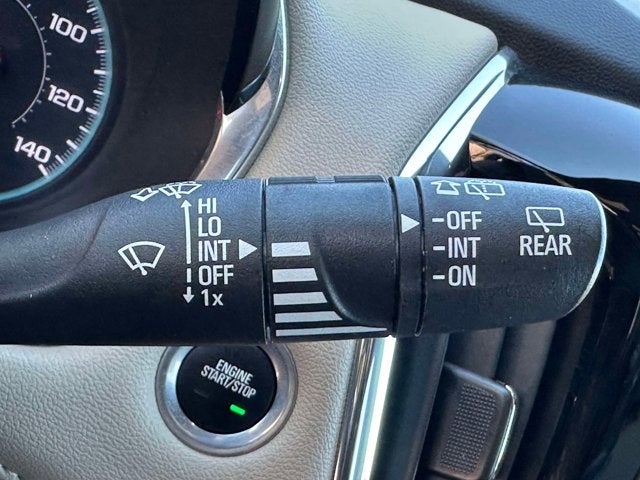 100
120
140
HI
LO
INT
OFF
1x
-OFF
-INT
-ON
REAR
ENGINE
START/STOP